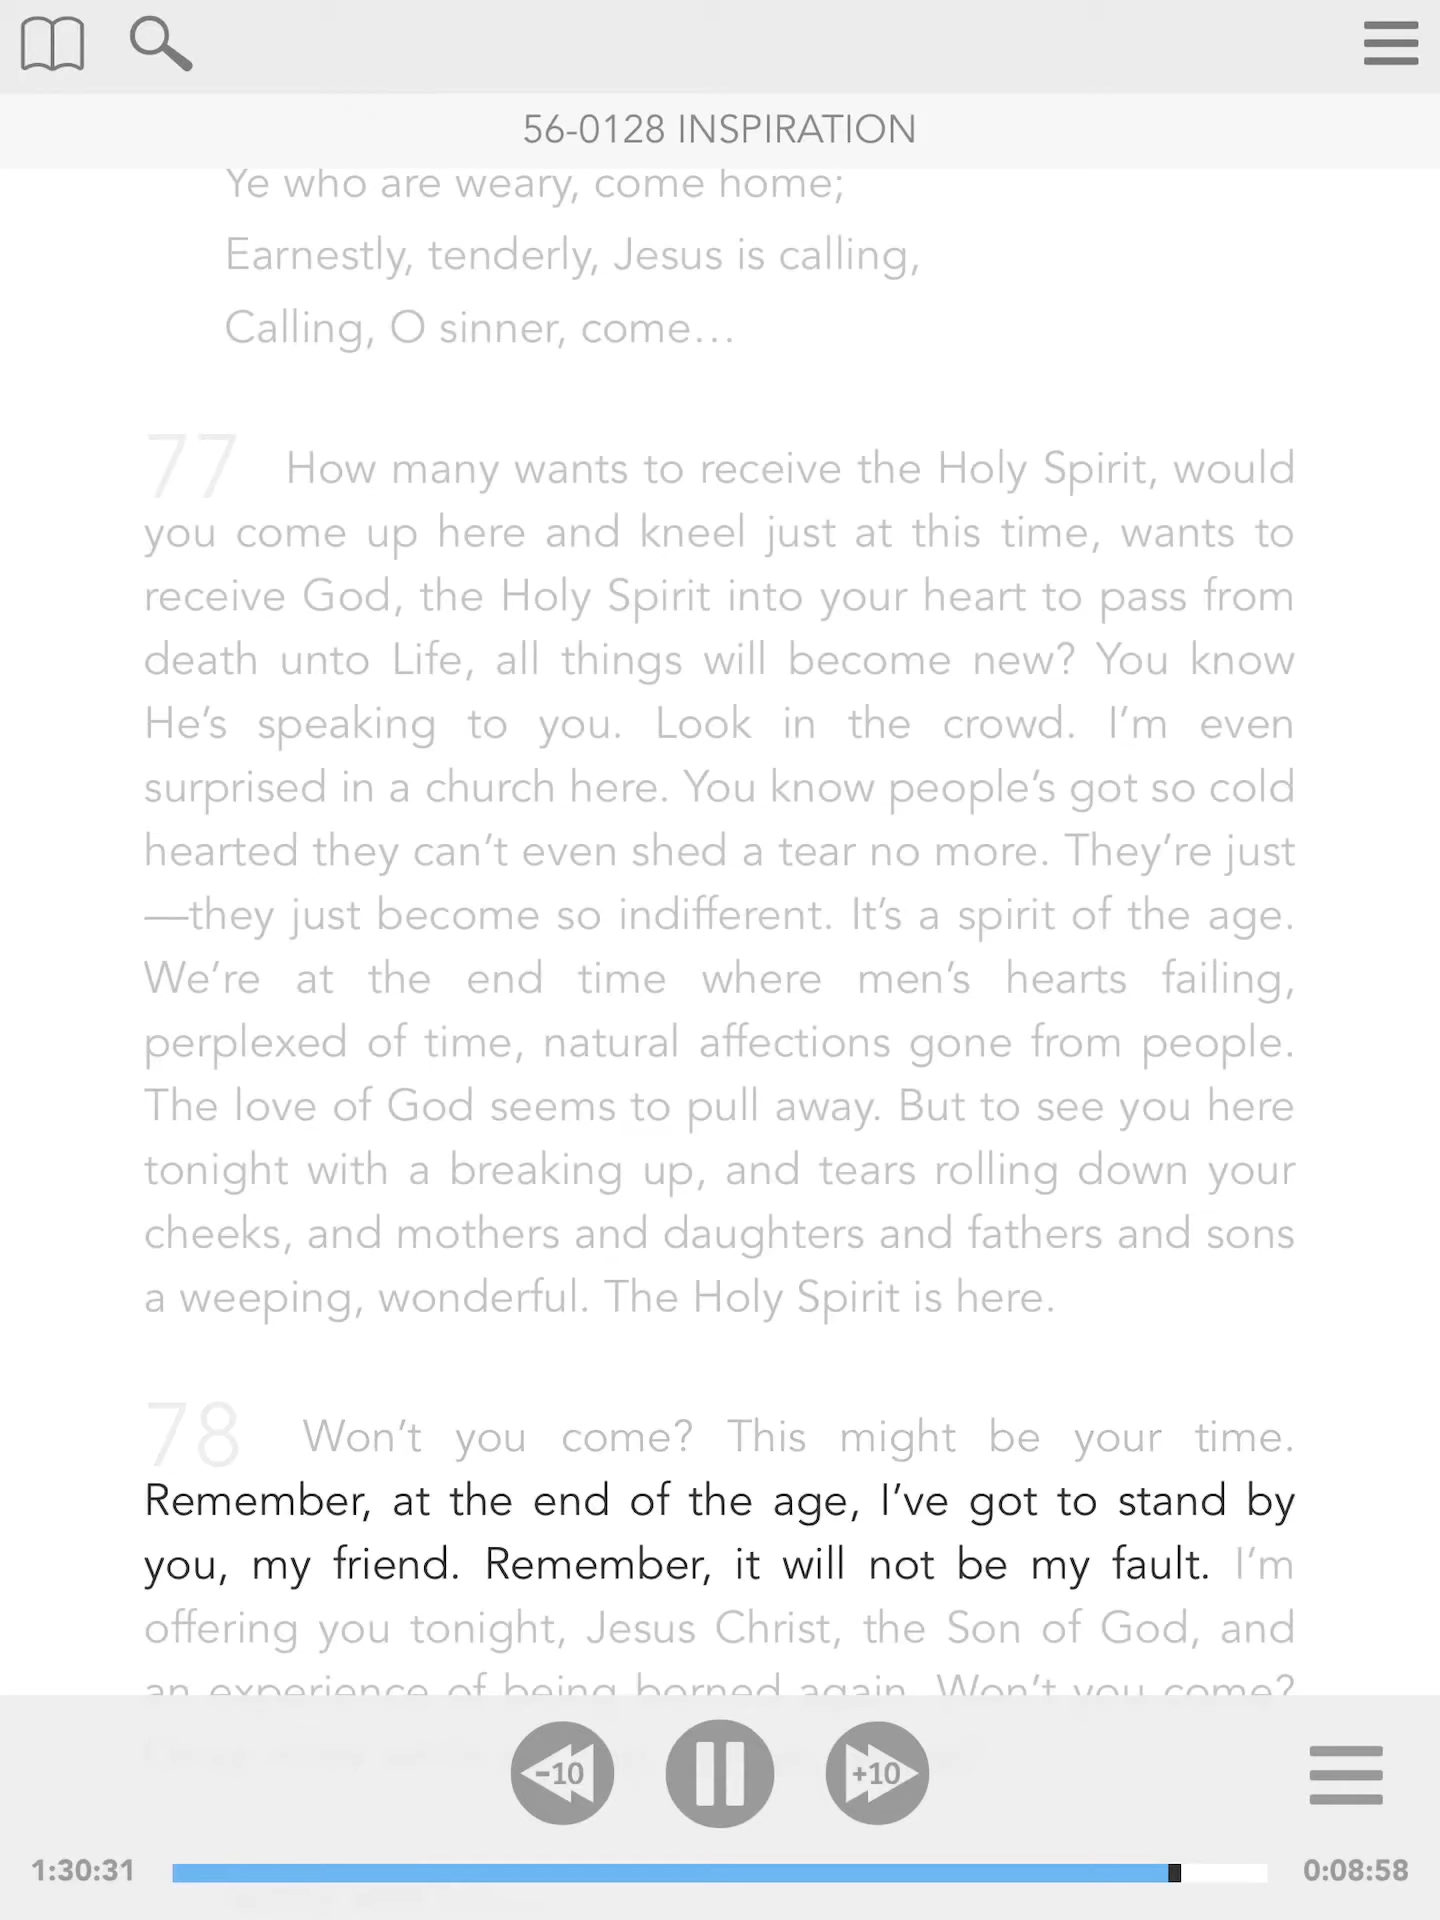 56-0128 INSPIRATION
Ye who are weary, come home;
Earnestly, tenderly, Jesus is calling,
Calling, O sinner, come…
77 How many wants to receive the Holy Spirit, would
you come up here and kneel just at this time, wants to
receive God, the Holy Spirit into your heart to pass from
death unto Life, all things will become new? You know
He’s speaking to you. Look in the crowd. I’m even
surprised in a church here. You know people’s got so cold
hearted they can’t even shed a tear no more. They’re just
—they just become so indifferent. It’s a spirit of the age.
We’re at the end time where men’s hearts failing,
perplexed of time, natural affections gone from people.
The love of God seems to pull away. But to see you here
tonight with a breaking up, and tears rolling down your
cheeks, and mothers and daughters and fathers and sons
a weeping, wonderful. The Holy Spirit is here.
78 Won’t you come? This might be your time.
Remember, at the end of the age, I’ve got to stand by
you, my friend. Remember, it will not be my fault. I’m
offering you tonight, Jesus Christ, the Son of God, and
an experience of being borned again. Won’t you come?
-10 +10
1:30:31 0:08:58